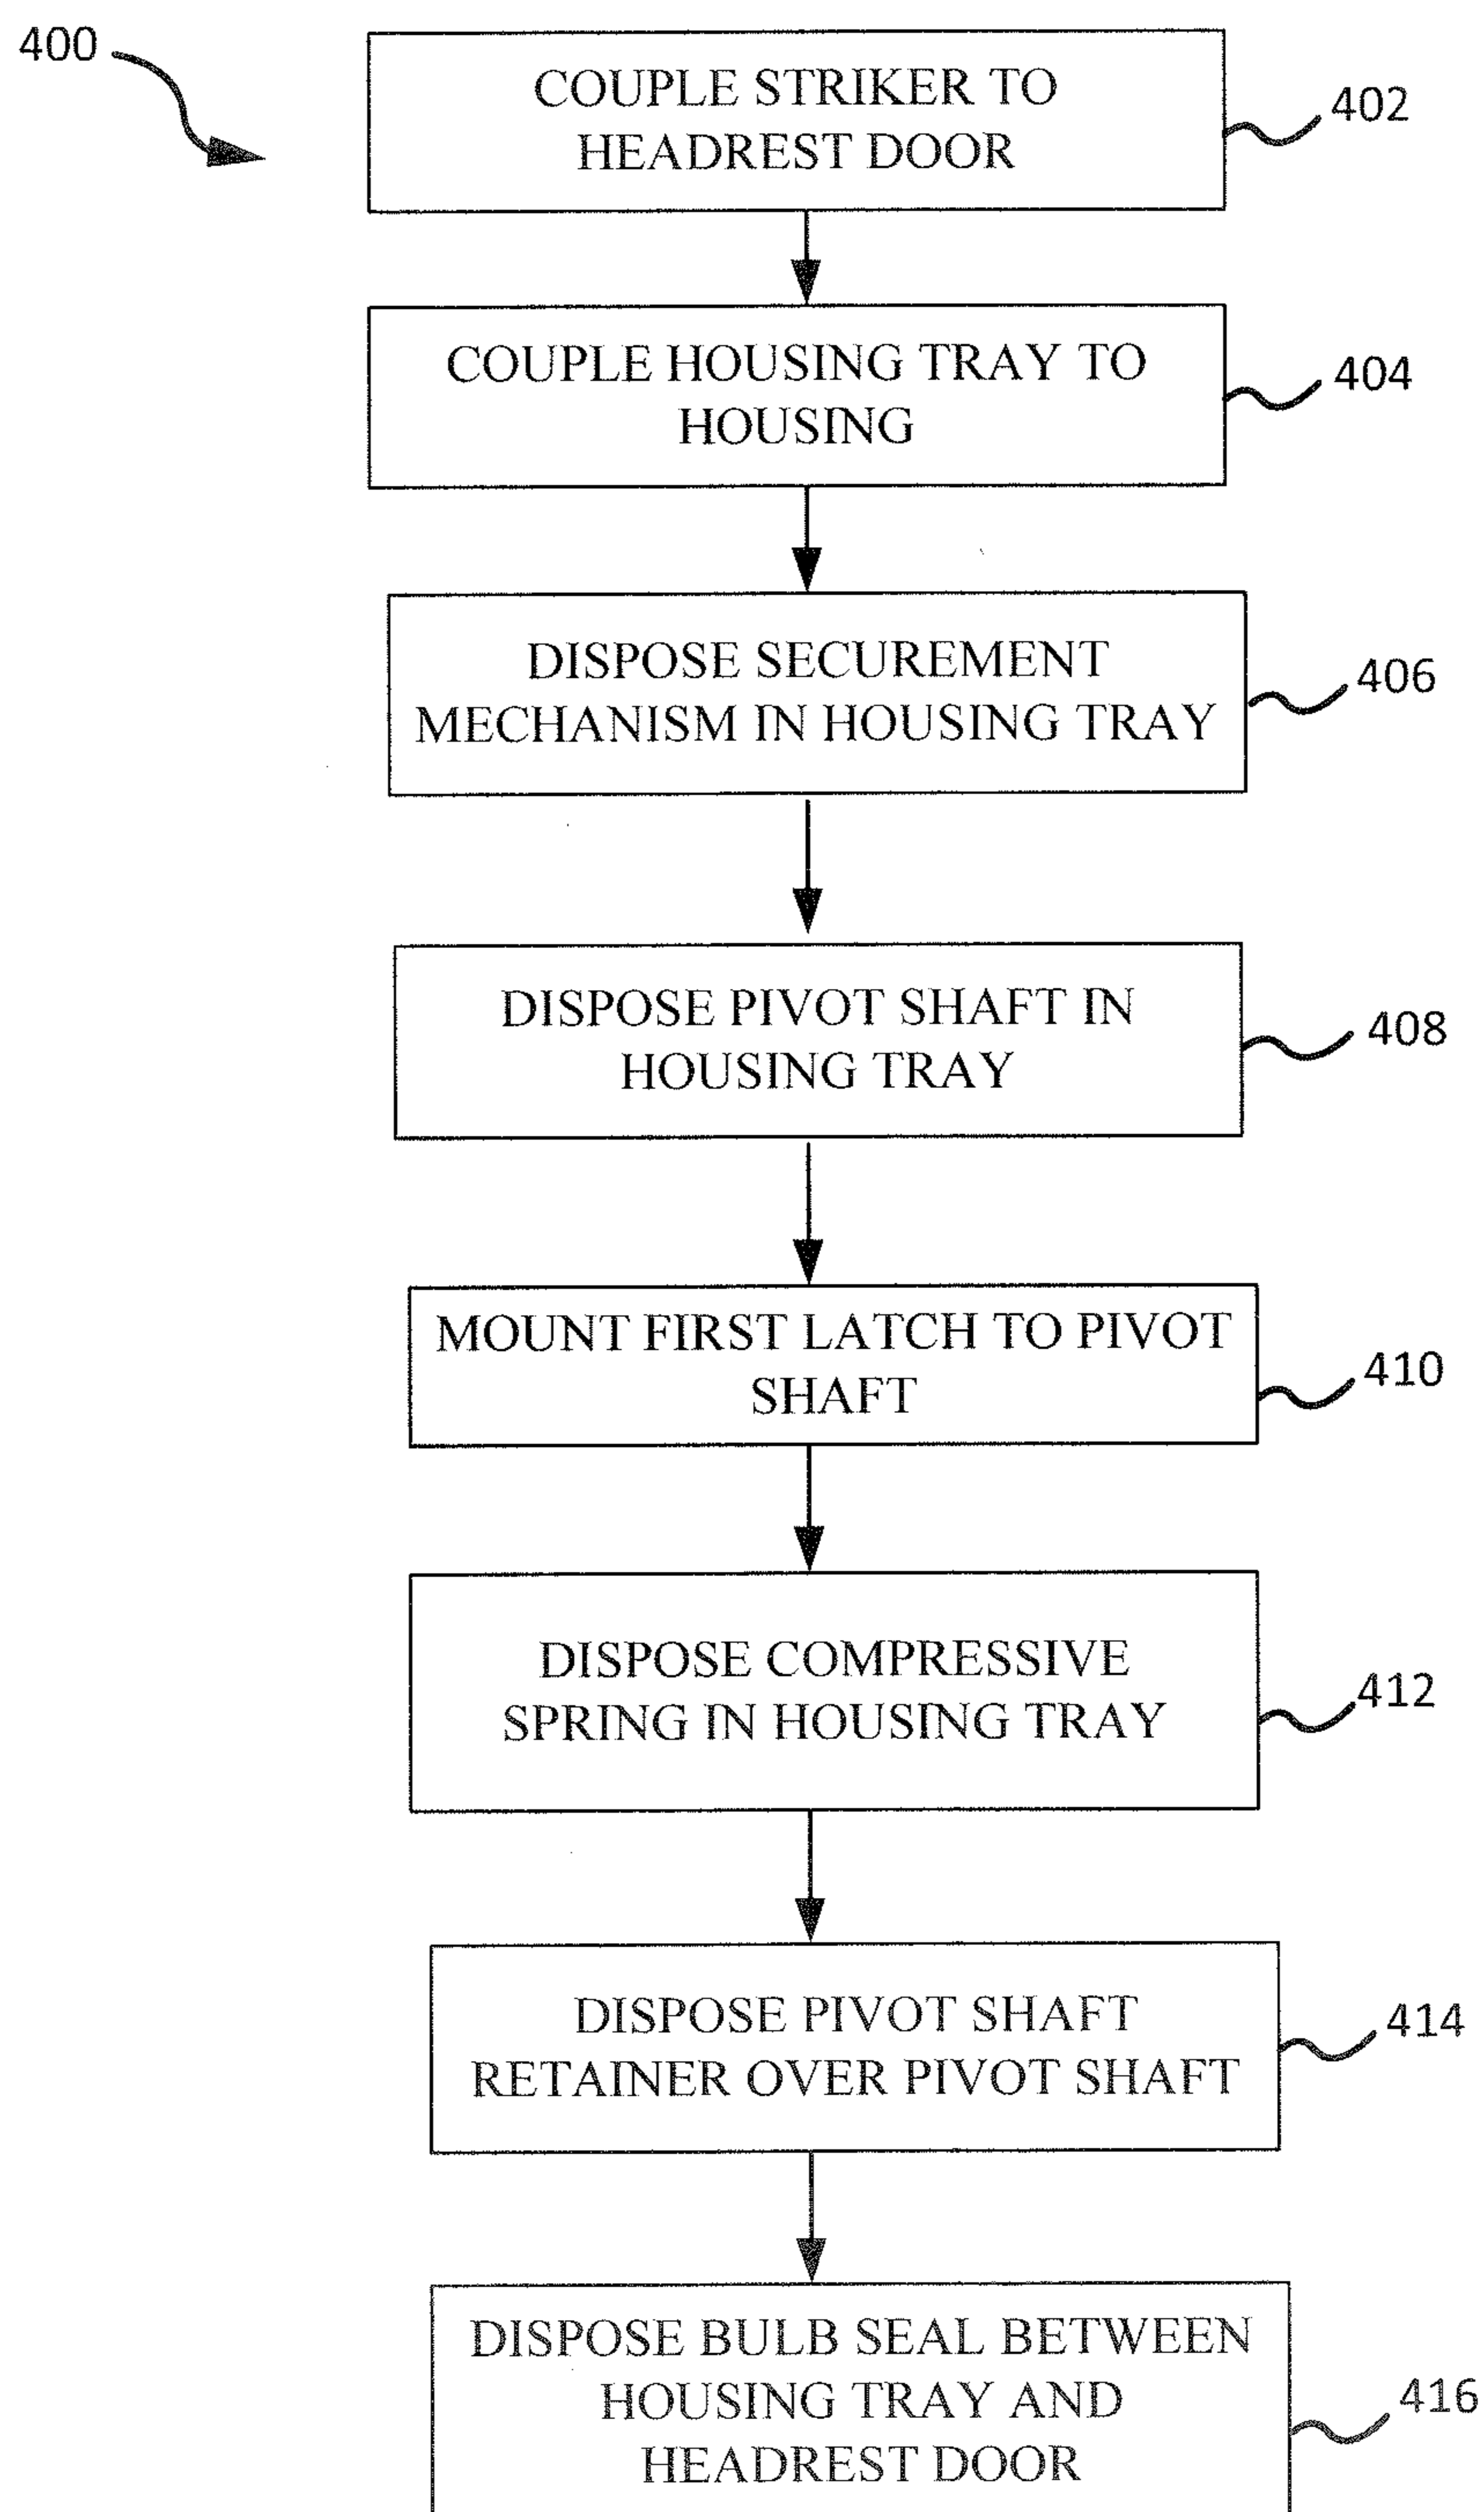 400
COUPLE STRIKER TO
HEADREST DOOR
402
COUPLE HOUSING TRAY TO
HOUSING
404
DISPOSE SECUREMENT
MECHANISM IN HOUSING TRAY
406
DISPOSE PIVOT SHAFT IN
HOUSING TRAY
408
MOUNT FIRST LATCH TO PIVOT
SHAFT
410
DISPOSE COMPRESSIVE
SPRING IN HOUSING TRAY
412
DISPOSE PIVOT SHAFT
RETAINER OVER PIVOT SHAFT
414
DISPOSE BULB SEAL BETWEEN
HOUSING TRAY AND
HEADREST DOOR
416